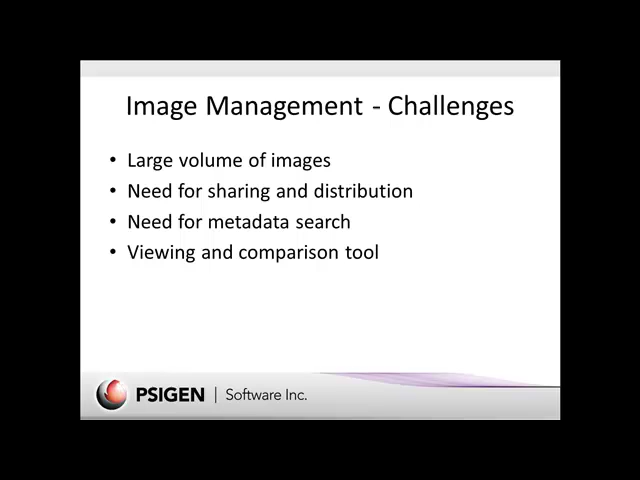 Image Management - Challenges
• Large volume of images
• Need for sharing and distribution
• Need for metadata search
• Viewing and comparison tool
PSIGEN | Software Inc.